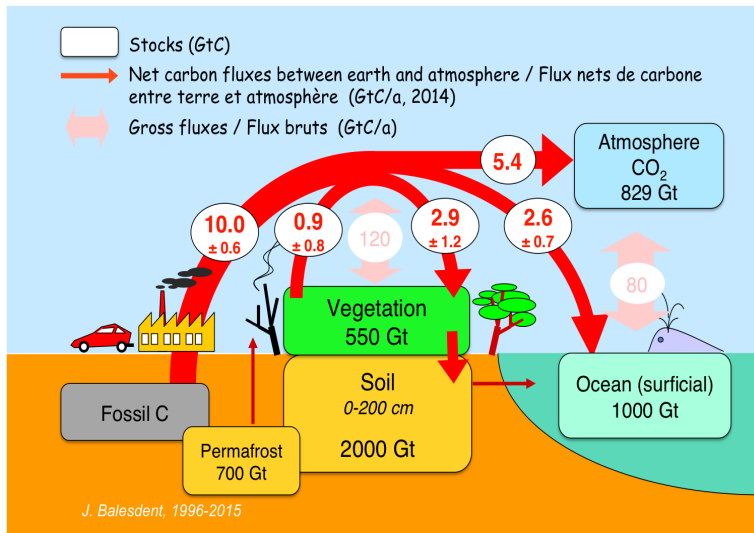 Stocks (GtC)
Net carbon fluxes between earth and atmosphere / Flux nets de carbone
entre terre et atmosphère (GtC/a, 2014)
Gross fluxes / Flux bruts (GtC/a)
Atmosphere
CO₂
829 Gt
5.4
10.0
± 0.6
0.9
± 0.8
120
2.9
± 1.2
2.6
± 0.7
80
Vegetation
550 Gt
Soil
0-200 cm
2000 Gt
Ocean (surficial)
1000 Gt
Fossil C
Permafrost
700 Gt
J. Balesdent, 1996-2015